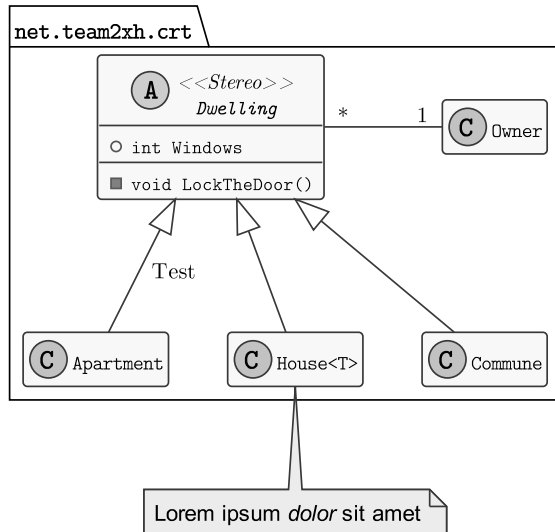 net.team2xh.crt
A
<<Stereo>>
Dwelling
int Windows
void LockTheDoor()
* 1
C Owner
Test
C Apartment
C House<T>
C Commune
Lorem ipsum dolor sit amet